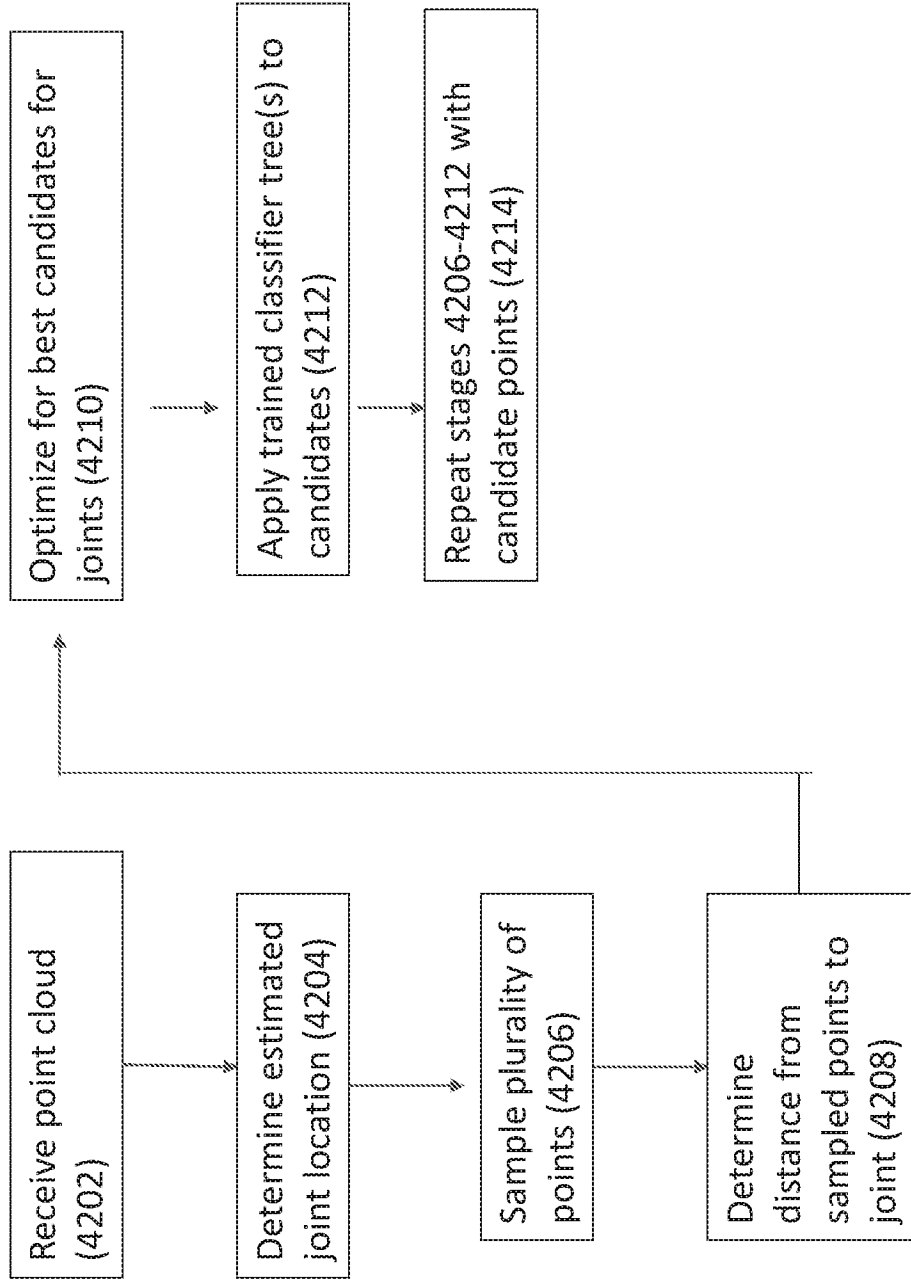 Receive point cloud
(4202)
Determine estimated
joint location (4204)
Sample plurality of
points (4206)
Determine
distance from
sampled points to
joint (4208)
Optimize for best candidates for
joints (4210)
Apply trained classifier tree(s) to
candidates (4212)
Repeat stages 4206-4212 with
candidate points (4214)